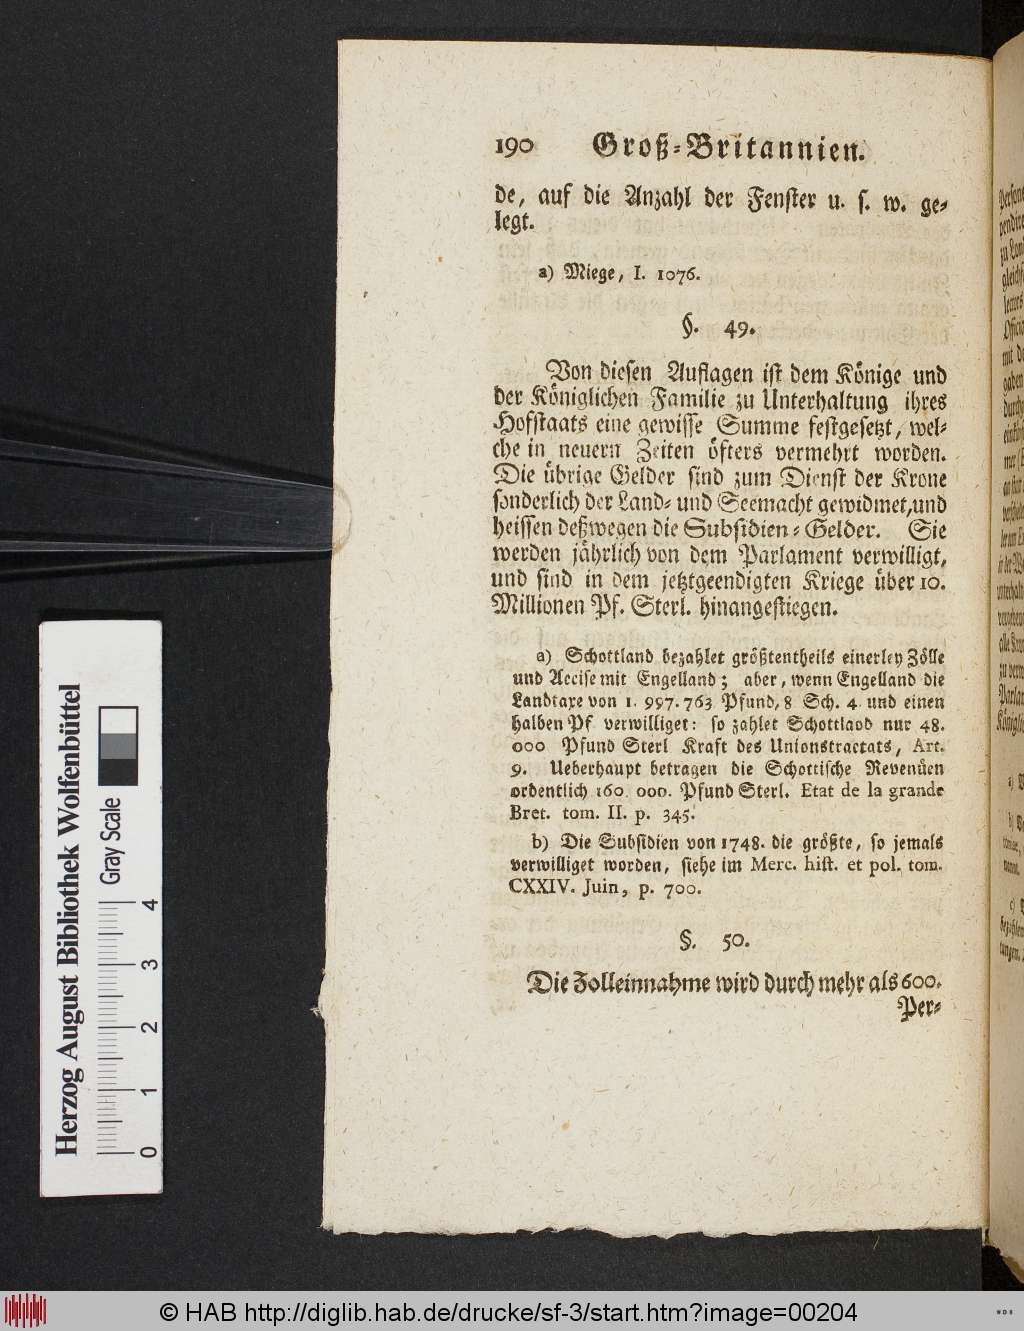 190 Groß-Britannien.
de, auf die Anzahl der Fenster u. s. w. ge-
legt.
a) Miege, I. 1076.
§. 49.
Von diesen Auflagen ist dem Könige und
der Königlichen Familie zu Unterhaltung ihres
Hofstaats eine gewisse Summe festgesetzt, wel-
che in neuern Zeiten öfters vermehrt worden.
Die übrige Gelder sind zum Dienst der Krone
sonderlich der Land- und Seemacht gewidmet, und
heissen deßwegen die Subsidien-Gelder. Sie
werden jährlich von dem Parlament verwilligt,
und sind in dem jetztgeendigten Kriege über 10.
Millionen Pf. Sterl. hinangestiegen.
a) Schottland bezahlet größtentheils einerley Zölle
und Accise mit Engelland; aber, wenn Engelland die
Landtaxe von 1. 997. 763 Pfund, 8 Sch. 4 und einen
halben Pf verwilliget: so zahlet Schottland nur 48.
000 Pfund Sterl Kraft des Unionstractats, Art.
9. Ueberhaupt betragen die Schottische Revenüen
ordentlich 160. 000. Pfund Sterl. Etat de la grande
Bret. tom. II. p. 345.
b) Die Subsidien von 1748. die größte, so jemals
verwilliget worden, siehe im Merc. hist. et pol. tom.
CXXIV. Juin, p. 700.
§. 50.
Die Zolleinnahme wird durch mehr als 600.
Per-
Herzog August Bibliothek Wolfenbüttel
Gray Scale
0 1 2 3 4
© HAB http://diglib.hab.de/drucke/sf-3/start.htm?image=00204